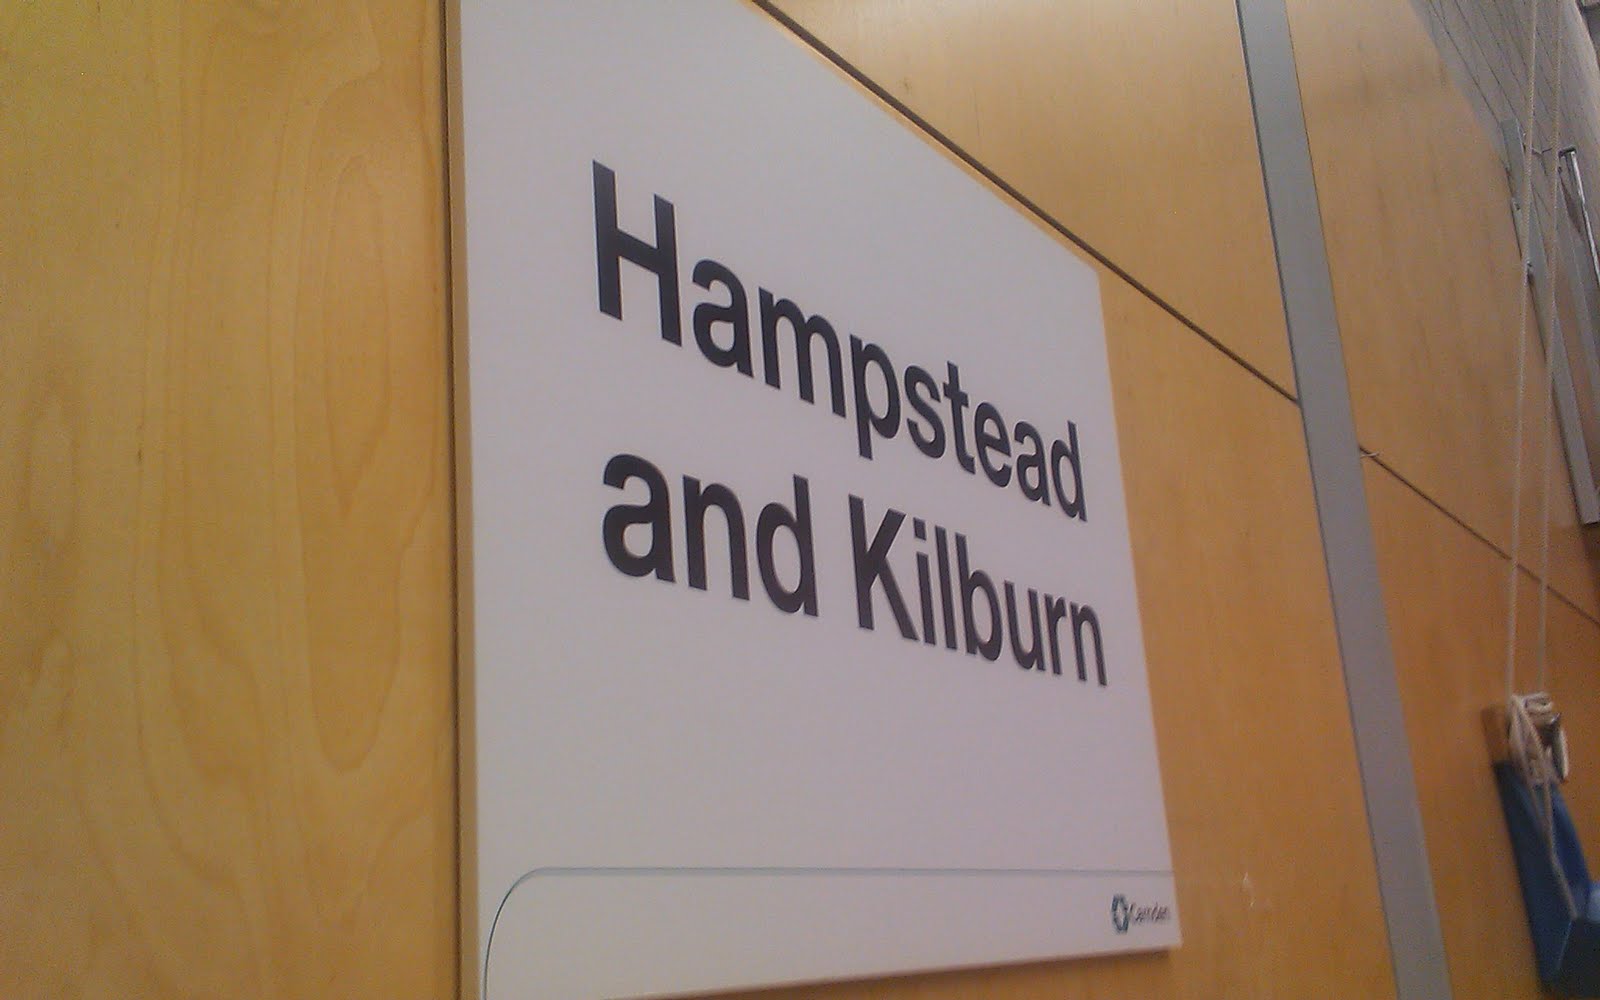 Hampstead
and Kilburn
Camden